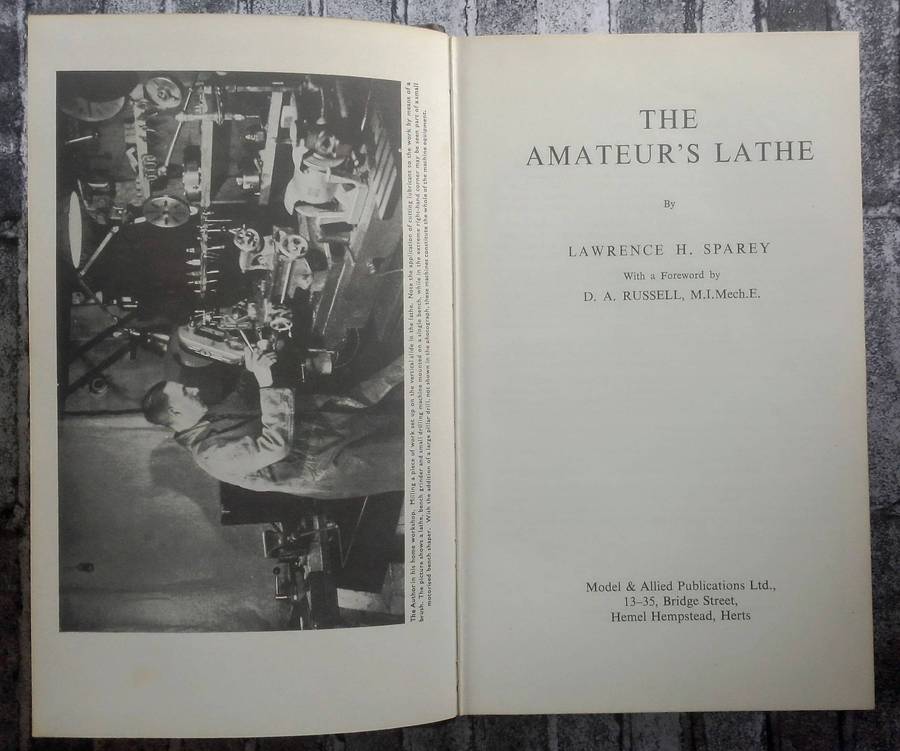 The Author in his home workshop. Milling a piece of work set up on the vertical slide in the lathe. Note the application of cutting lubricant to the work by means of a
brush. The picture shows a lathe, bench grinder and small drilling machine mounted on a single bench, while in the extreme right-hand corner may be seen part of a small
motorised bench shaper. With the addition of a large pillar drill, not shown in the photograph, these machines constitute the whole of the machine equipment.
THE
AMATEUR'S LATHE
By
LAWRENCE H. SPAREY
With a Foreword by
D. A. RUSSELL, M.I.Mech.E.
Model & Allied Publications Ltd.,
13–35, Bridge Street,
Hemel Hempstead, Herts